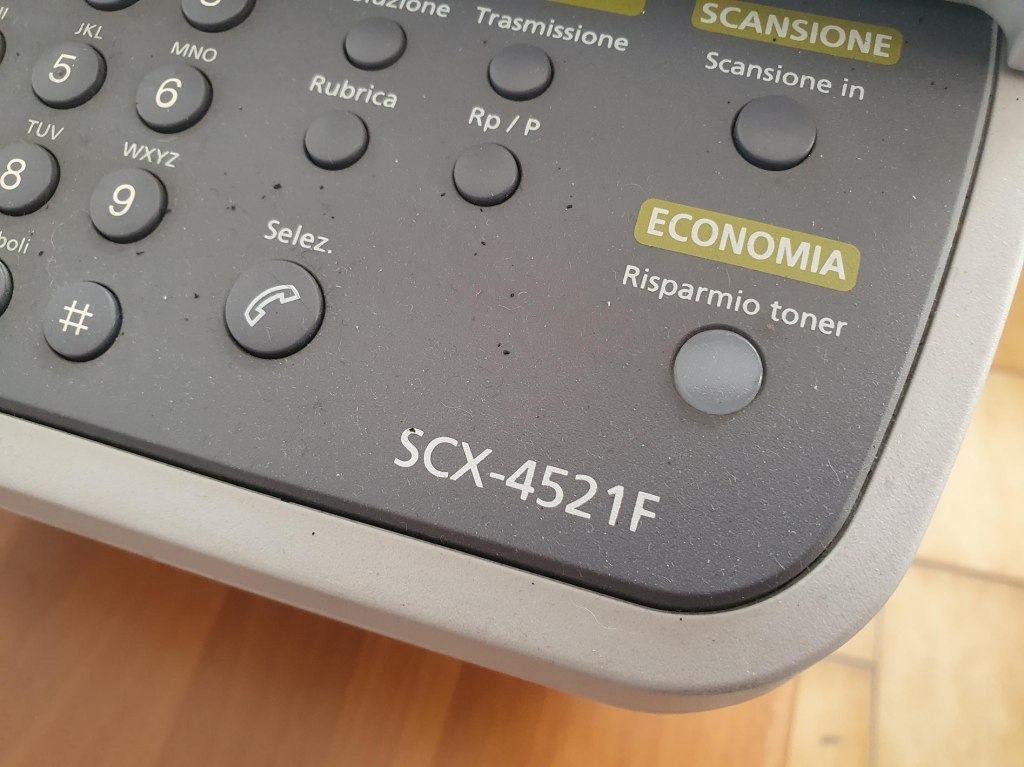 Trasmissione
SCANSIONE
Scansione in
JKL
5
MNO
6
Rubrica
Rp / P
TUV
8
WXYZ
9
ECONOMIA
Risparmio toner
Selez.
#
SCX-4521F